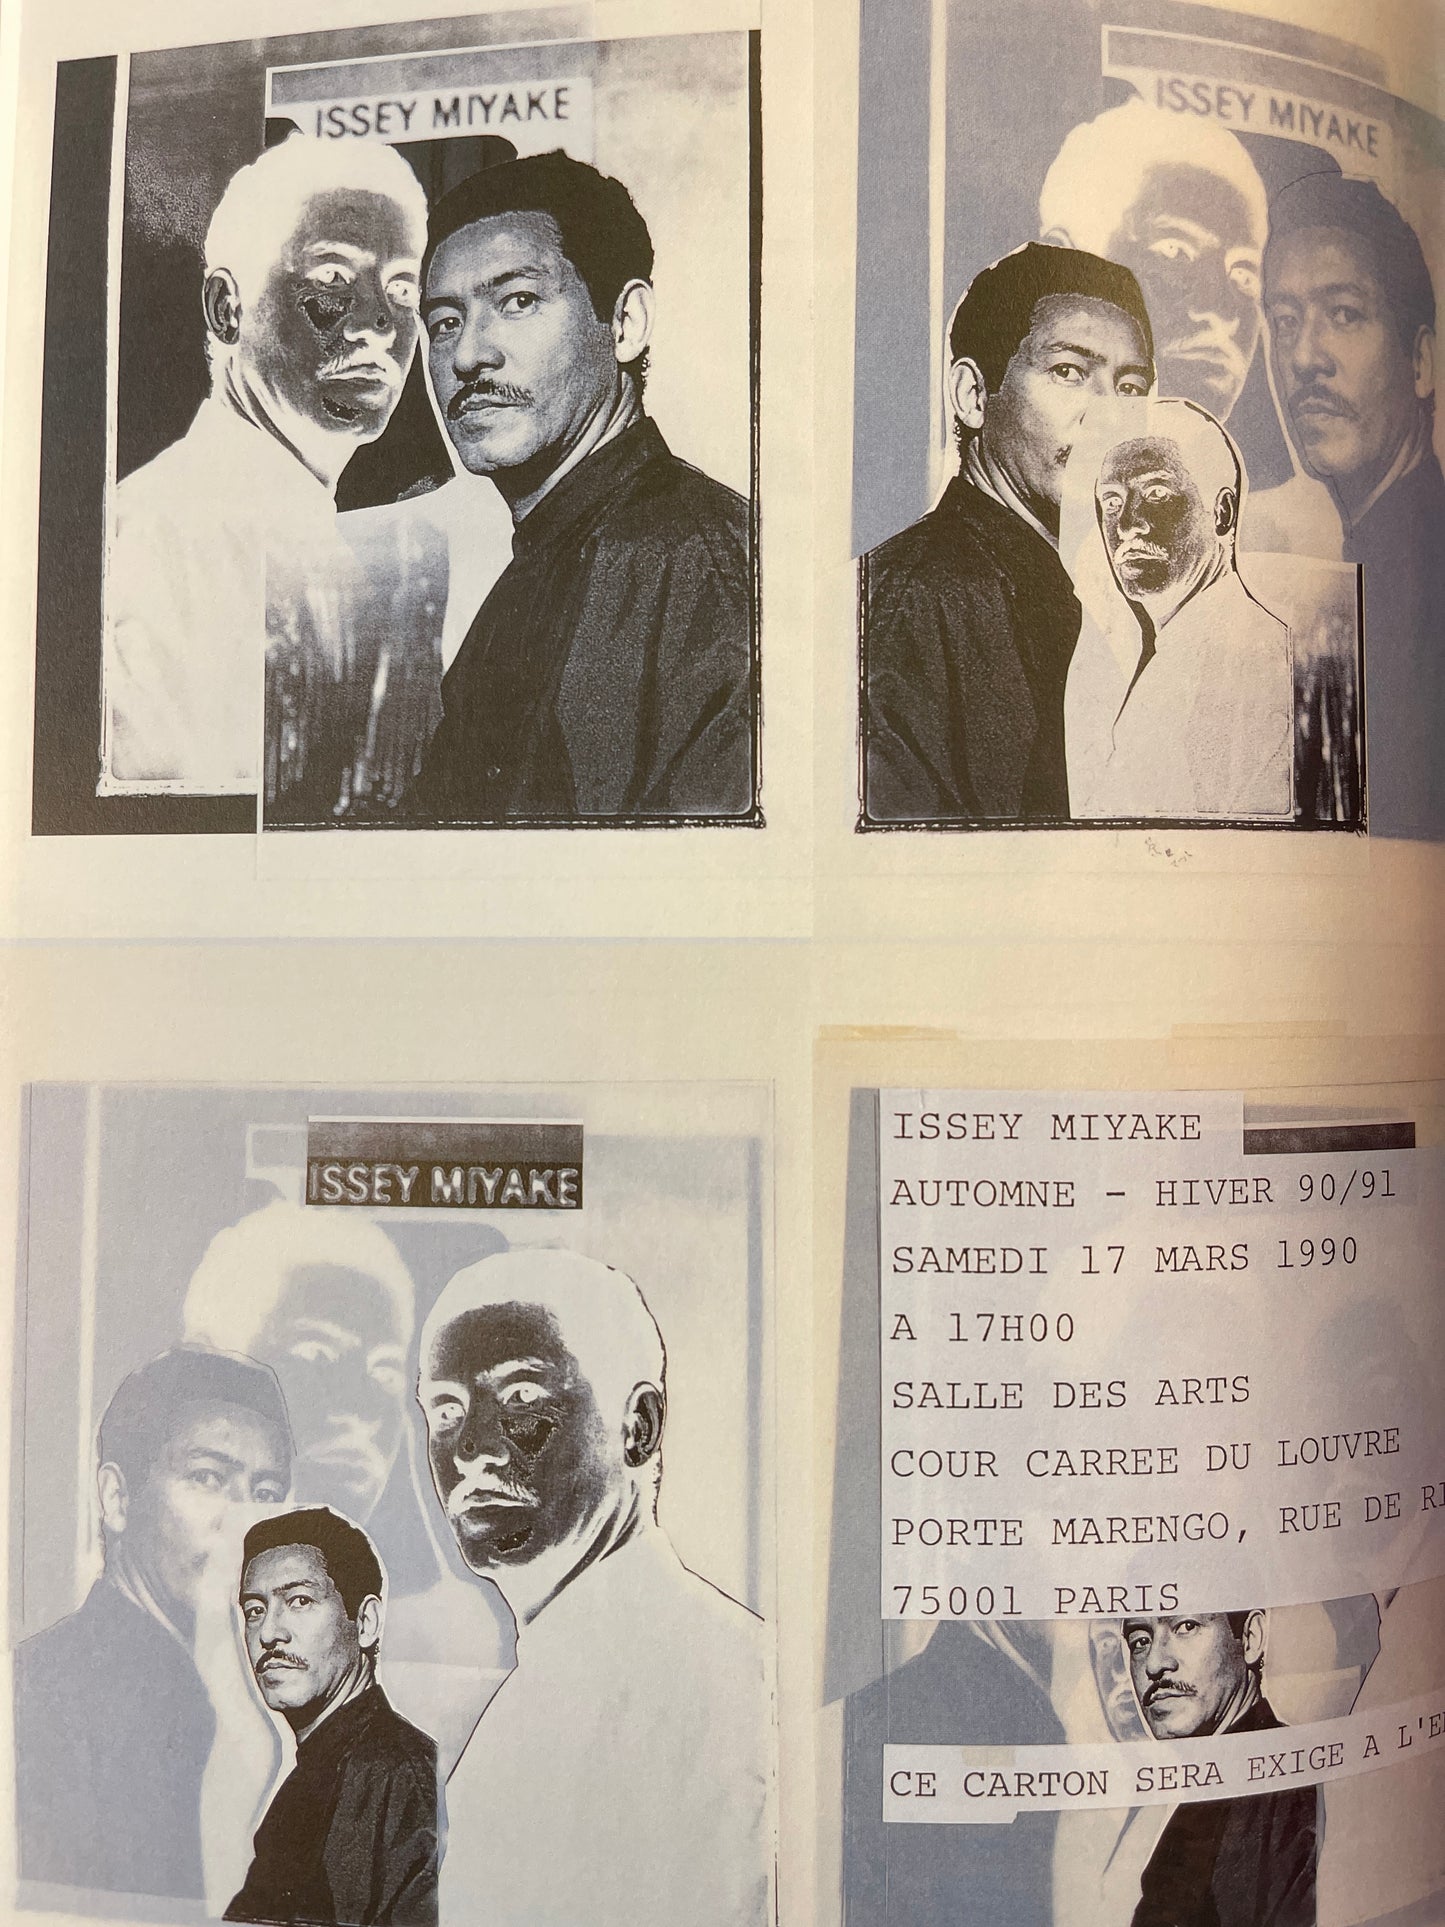 ISSEY MIYAKE
ISSEY MIYAKE
ISSEY MIYAKE
ISSEY MIYAKE
AUTOMNE - HIVER 90/91
SAMEDI 17 MARS 1990
A 17H00
SALLE DES ARTS
COUR CARREE DU LOUVRE
PORTE MARENGO, RUE DE
75001 PARIS
CE CARTON SERA EXIGE A